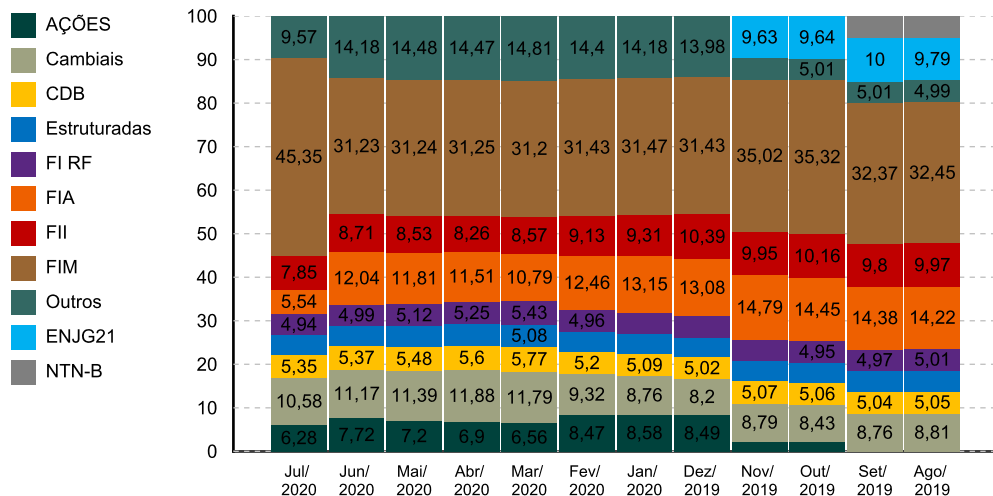 AÇÕES
Cambiais
CDB
Estruturadas
FI RF
FIA
FII
FIM
Outros
ENJG21
NTN-B
100
90
80
70
60
50
40
30
20
10
0
9,57 14,18 14,48 14,47 14,81 14,4 14,18 13,98 9,63 9,64 10 9,79
5,01 5,01 4,99
45,35 31,23 31,24 31,25 31,2 31,43 31,47 31,43 35,02 35,32 32,37 32,45
7,85 8,71 8,53 8,26 8,57 9,13 9,31 10,39 9,95 10,16 9,8 9,97
5,54 12,04 11,81 11,51 10,79 12,46 13,15 13,08 14,79 14,45 14,38 14,22
4,94 4,99 5,12 5,25 5,43 4,96 4,95 4,97 5,01
5,08
5,35 5,37 5,48 5,6 5,77 5,2 5,09 5,02 5,07 5,06 5,04 5,05
10,58 11,17 11,39 11,88 11,79 9,32 8,76 8,2 8,79 8,43 8,76 8,81
6,28 7,72 7,2 6,9 6,56 8,47 8,58 8,49
Jul/ Jun/ Mai/ Abr/ Mar/ Fev/ Jan/ Dez/ Nov/ Out/ Set/ Ago/
2020 2020 2020 2020 2020 2020 2020 2019 2019 2019 2019 2019